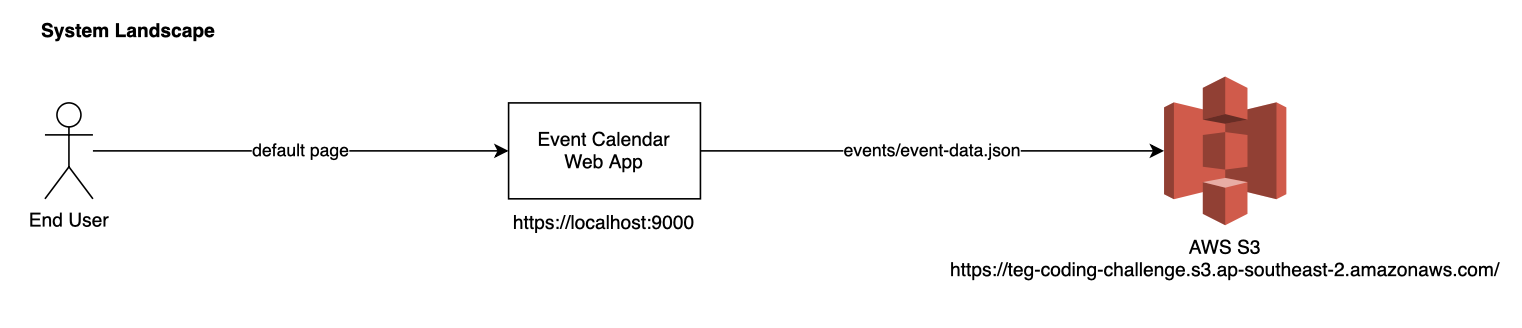 System Landscape
default page
Event Calendar
Web App
events/event-data.json
End User
https://localhost:9000
AWS S3
https://teg-coding-challenge.s3.ap-southeast-2.amazonaws.com/